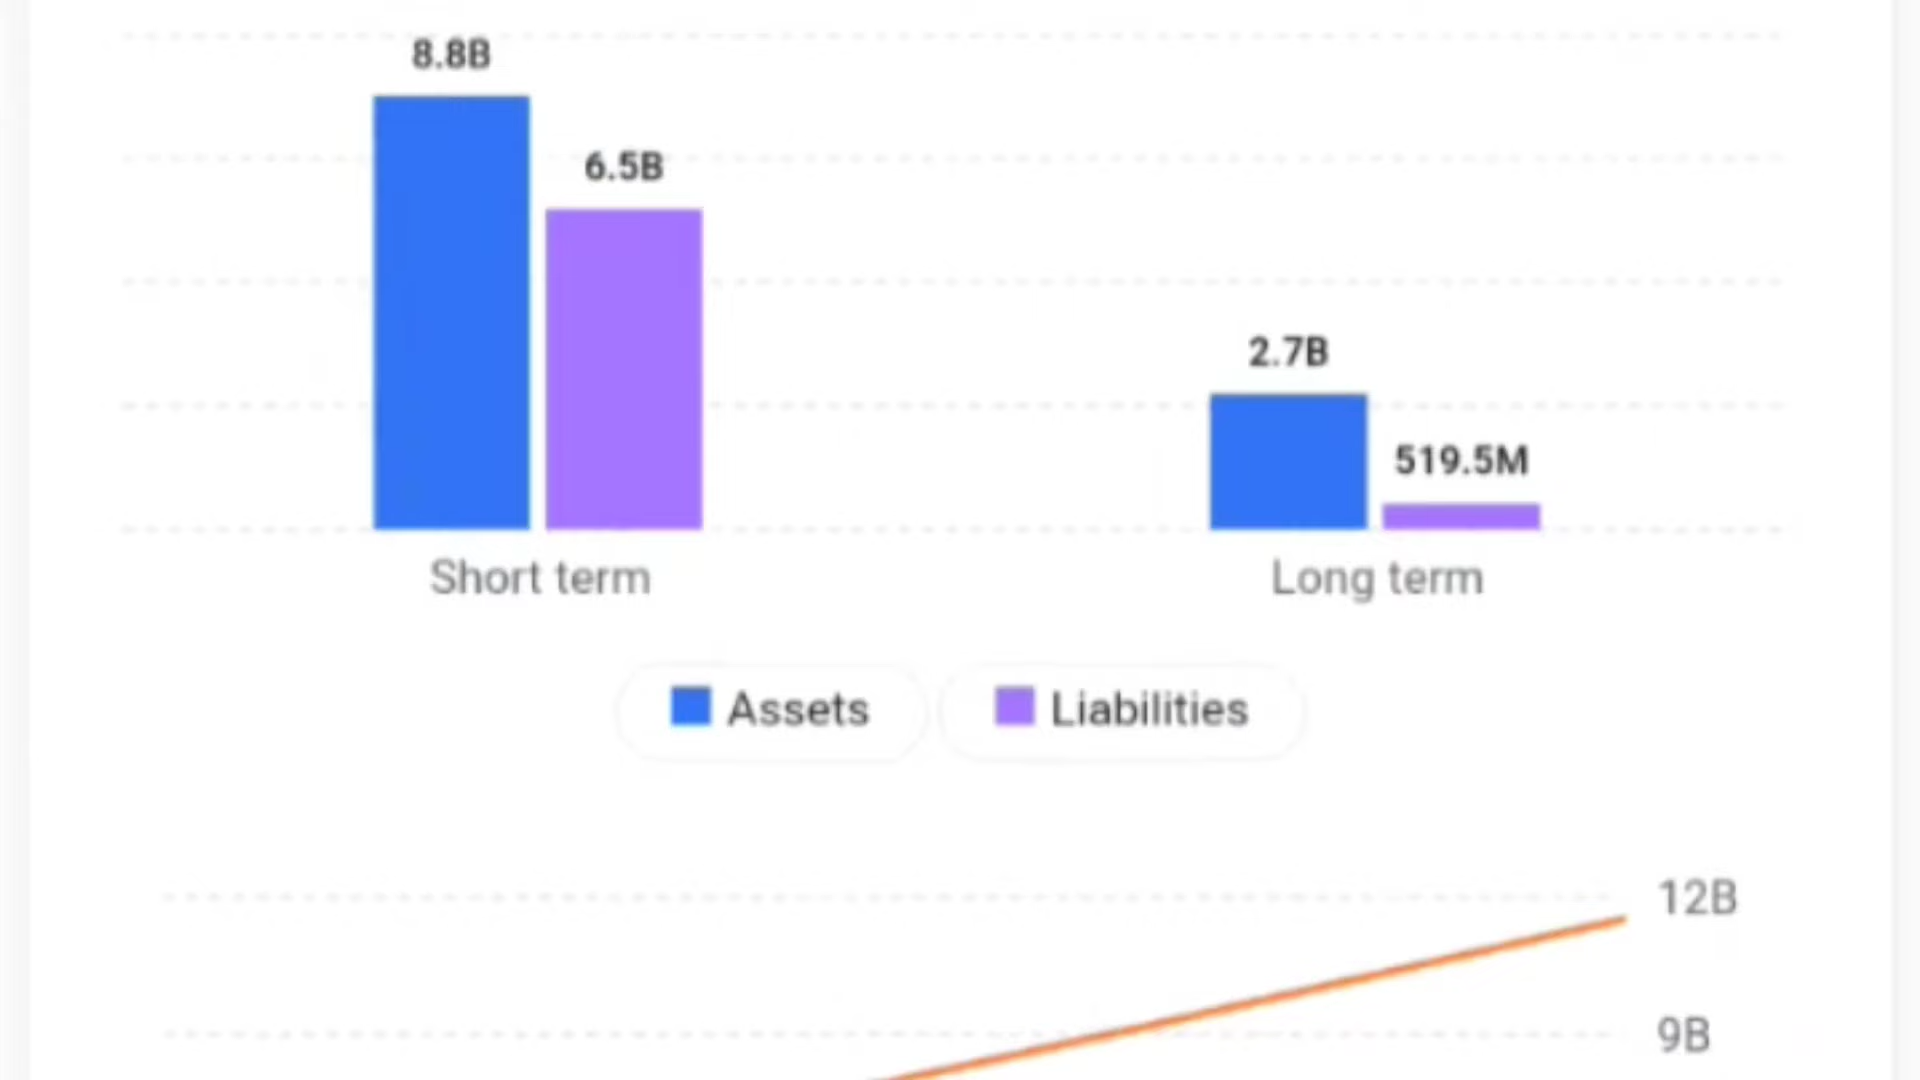 8.8B
6.5B
2.7B
519.5M
Short term
Long term
Assets
Liabilities
12B
9B